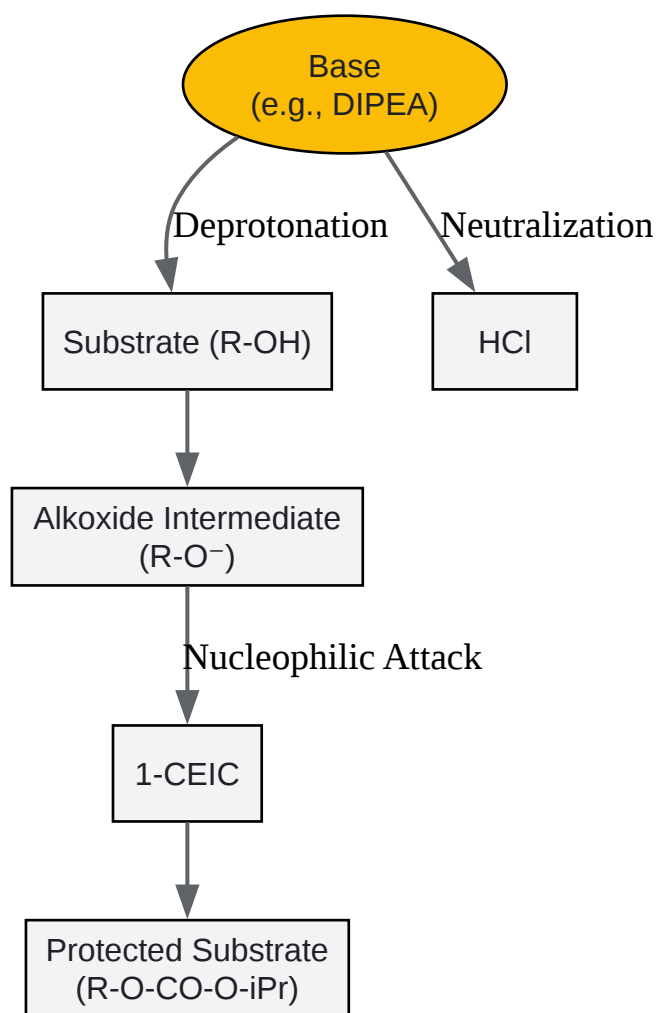 Base
(e.g., DIPEA)
Deprotonation
Neutralization
Substrate (R-OH)
HCl
Alkoxide Intermediate
(R-O⁻)
Nucleophilic Attack
1-CEIC
Protected Substrate
(R-O-CO-O-iPr)